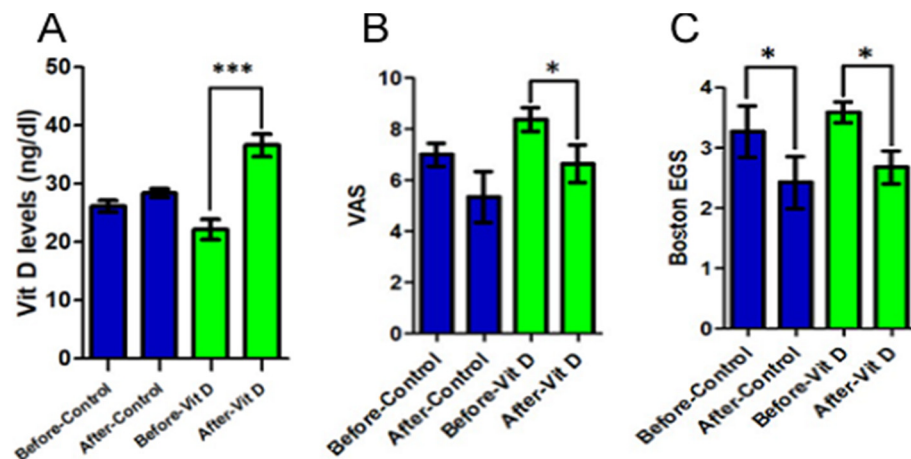 A
Vit D levels (ng/dl)
50
40
30
20
10
0
***
Before-Control
After-Control
Before-Vit D
After-Vit D
B
VAS
10
8
6
4
2
0
*
Before-Control
After-Control
Before-Vit D
After-Vit D
C
Boston EGS
4
3
2
1
0
*
*
Before-Control
After-Control
Before-Vit D
After-Vit D